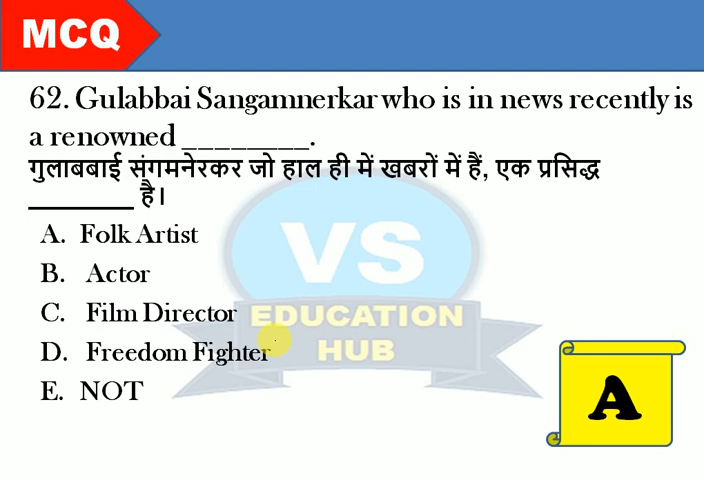 MCQ
62. Gulabbai Sangamnerkar who is in news recently is
a renowned ________.
गुलाबबाई संगमनेरकर जो हाल ही में खबरों में हैं, एक प्रसिद्ध
________ है।
A. Folk Artist
B. Actor
C. Film Director
D. Freedom Fighter
E. NOT
VS
EDUCATION
HUB
A